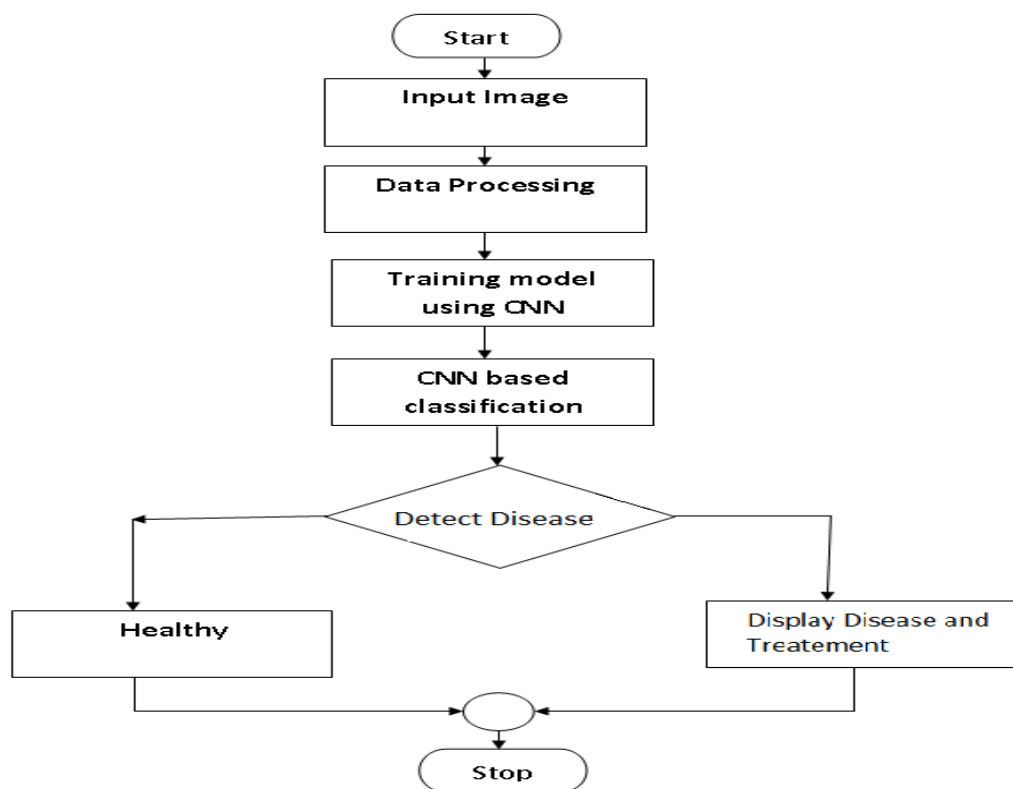 Start
Input Image
Data Processing
Training model
using CNN
CNN based
classification
Detect Disease
Healthy
Display Disease and
Treatement
Stop